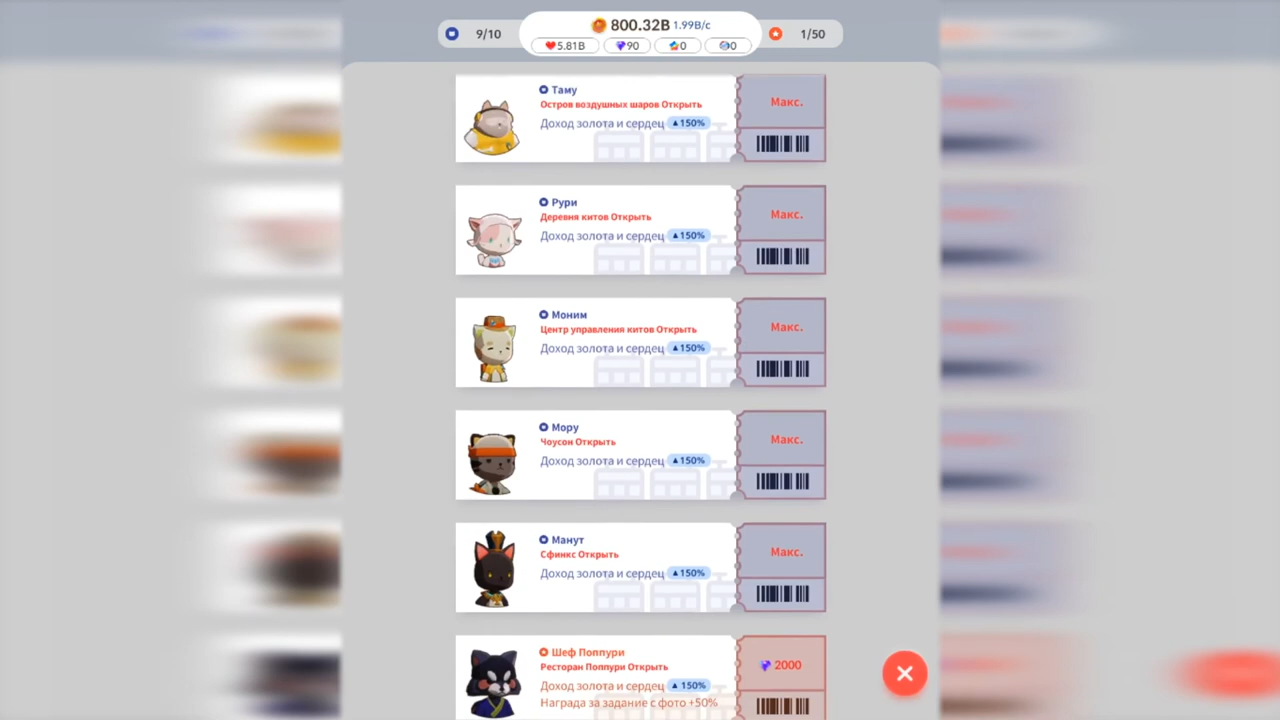 9/10
800.32B 1.99B/c
5.81B
90
0
0
1/50
Таму
Остров воздушных шаров Открыть
Доход золота и сердец ▲150%
Макс.
Рури
Деревня китов Открыть
Доход золота и сердец ▲150%
Макс.
Моним
Центр управления китов Открыть
Доход золота и сердец ▲150%
Макс.
Мору
Чоусон Открыть
Доход золота и сердец ▲150%
Макс.
Манут
Сфинкс Открыть
Доход золота и сердец ▲150%
Макс.
Шеф Поппури
Ресторан Поппури Открыть
Доход золота и сердец ▲150%
Награда за задание с фото +50%
2000